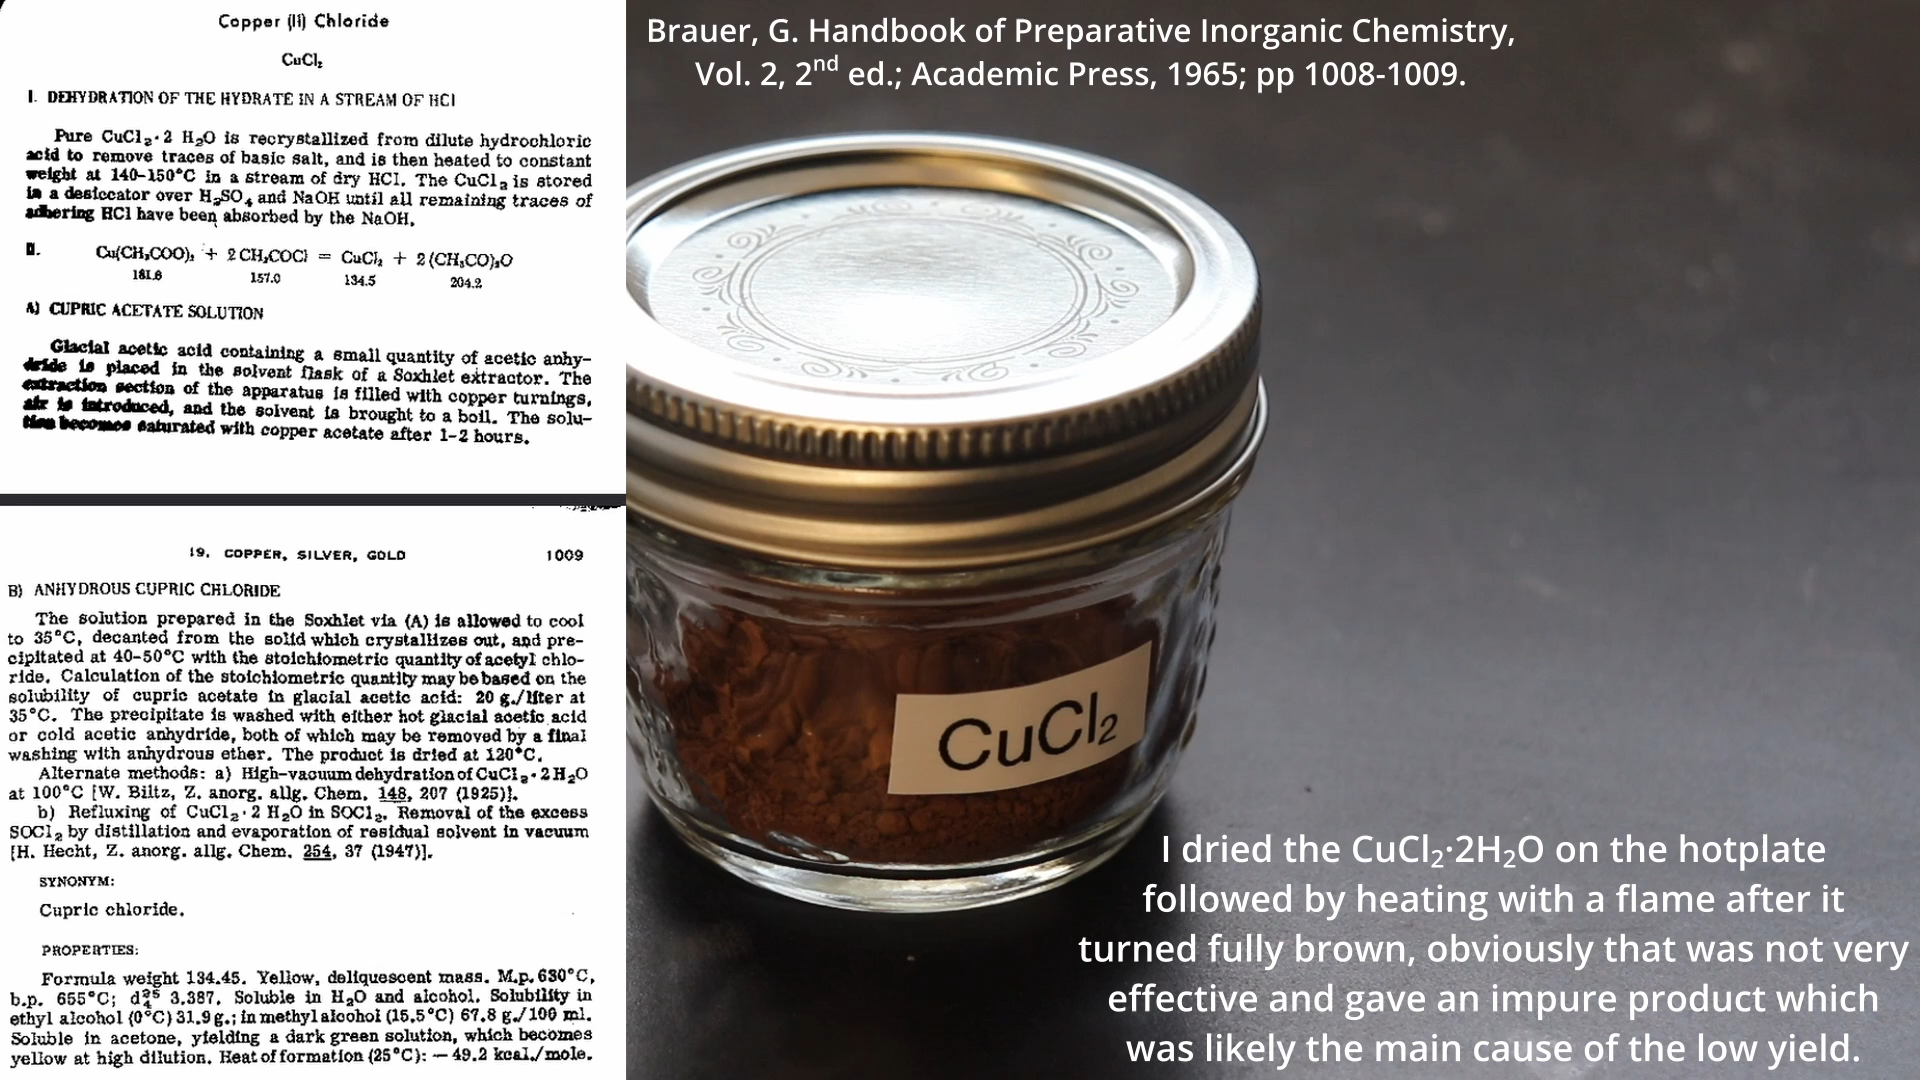 Copper (II) Chloride
CuCl₂
I. DEHYDRATION OF THE HYDRATE IN A STREAM OF HCl
Pure CuCl₂· 2 H₂O is recrystallized from dilute hydrochloric
acid to remove traces of basic salt, and is then heated to constant
weight at 140-150°C in a stream of dry HCl. The CuCl₂ is stored
in a desiccator over H₂SO₄ and NaOH until all remaining traces of
adhering HCl have been absorbed by the NaOH.
II. Cu(CH₃COO)₂ + 2 CH₃COCl = CuCl₂ + 2 (CH₃CO)₂O
181.6 157.0 134.5 204.2
A) CUPRIC ACETATE SOLUTION
Glacial acetic acid containing a small quantity of acetic anhy-
dride is placed in the solvent flask of a Soxhlet extractor. The
extraction section of the apparatus is filled with copper turnings,
air is introduced, and the solvent is brought to a boil. The solu-
tion becomes saturated with copper acetate after 1-2 hours.
19. COPPER, SILVER, GOLD 1009
B) ANHYDROUS CUPRIC CHLORIDE
The solution prepared in the Soxhlet via (A) is allowed to cool
to 35°C, decanted from the solid which crystallizes out, and pre-
cipitated at 40-50°C with the stoichiometric quantity of acetyl chlo-
ride. Calculation of the stoichiometric quantity may be based on the
solubility of cupric acetate in glacial acetic acid: 20 g./liter at
35°C. The precipitate is washed with either hot glacial acetic acid
or cold acetic anhydride, both of which may be removed by a final
washing with anhydrous ether. The product is dried at 120°C.
Alternate methods: a) High-vacuum dehydration of CuCl₂· 2 H₂O
at 100°C [W. Biltz, Z. anorg. allg. Chem. 148, 207 (1925)].
b) Refluxing of CuCl₂· 2 H₂O in SOCl₂. Removal of the excess
SOCl₂ by distillation and evaporation of residual solvent in vacuum
[H. Hecht, Z. anorg. allg. Chem. 254, 37 (1947)].
SYNONYM:
Cupric chloride.
PROPERTIES:
Formula weight 134.45. Yellow, deliquescent mass. M.p. 630°C,
b.p. 655°C; d₄²⁵ 3.387. Soluble in H₂O and alcohol. Solubility in
ethyl alcohol (0°C) 31.9 g.; in methyl alcohol (15.5°C) 67.8 g./100 ml.
Soluble in acetone, yielding a dark green solution, which becomes
yellow at high dilution. Heat of formation (25°C): — 49.2 kcal./mole.
Brauer, G. Handbook of Preparative Inorganic Chemistry,
Vol. 2, 2nd ed.; Academic Press, 1965; pp 1008-1009.
CuCl₂
I dried the CuCl₂·2H₂O on the hotplate
followed by heating with a flame after it
turned fully brown, obviously that was not very
effective and gave an impure product which
was likely the main cause of the low yield.